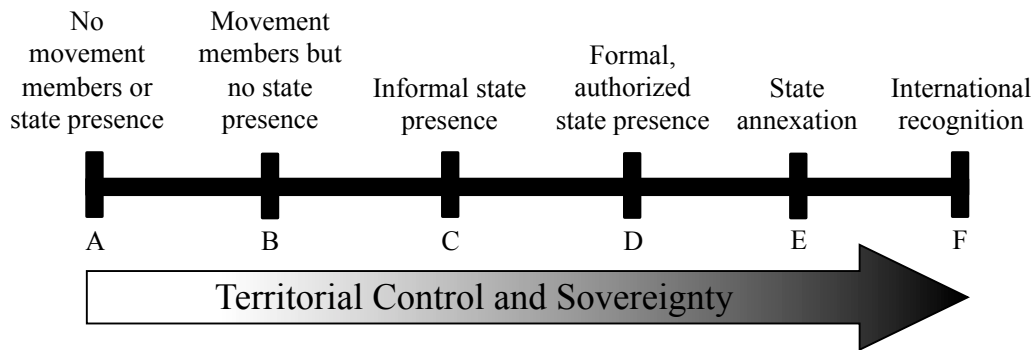 No
movement
members or
state presence
Movement
members but
no state
presence
Informal state
presence
Formal,
authorized
state presence
State
annexation
International
recognition
A
B
C
D
E
F
Territorial Control and Sovereignty